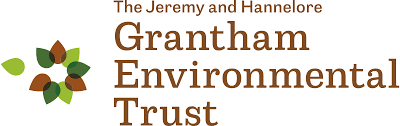 The Jeremy and Hannelore
Grantham
Environmental
Trust